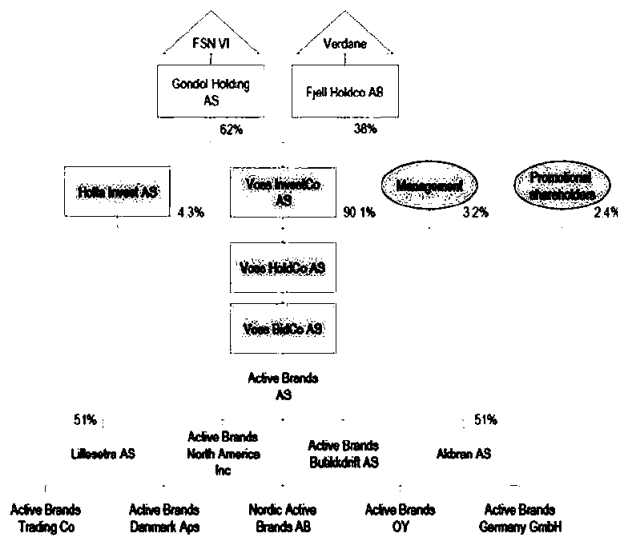 FSN VI
Verdane
Gondol Holding
AS
Fjell Holdco AB
62%
38%
Hoffa Invest AS
Voss InvestCo
AS
Management
Promotional
shareholders
4.3%
90.1%
3.2%
2.4%
Voss HoldCo AS
Voss BidCo AS
Active Brands
AS
51%
51%
Lillesetra AS
Active Brands
North America
Inc
Active Brands
Butikkdrift AS
Akbran AS
Active Brands
Trading Co
Active Brands
Danmark Aps
Nordic Active
Brands AB
Active Brands
OY
Active Brands
Germany GmbH